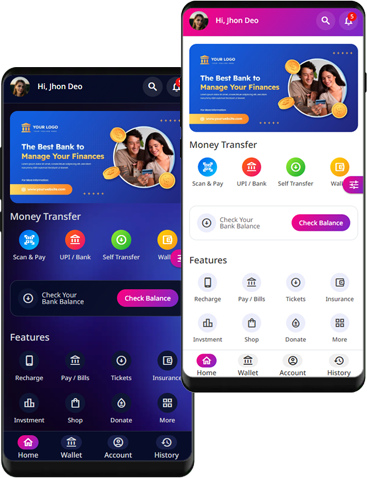 Hi, Jhon Deo
YOUR LOGO
The Best Bank to
Manage Your Finances
Money Transfer
Scan & Pay
UPI / Bank
Self Transfer
Wall
Check Your
Bank Balance
Check Balance
Features
Recharge
Pay / Bills
Tickets
Insurance
Invstment
Shop
Donate
More
Home
Wallet
Account
History
Hi, Jhon Deo
5
YOUR LOGO
The Best Bank to
Manage Your Finances
Money Transfer
Scan & Pay
UPI / Bank
Self Transfer
Wall
Check Your
Bank Balance
Check Balance
Features
Recharge
Pay / Bills
Tickets
Insurance
Invstment
Shop
Donate
More
Home
Wallet
Account
History